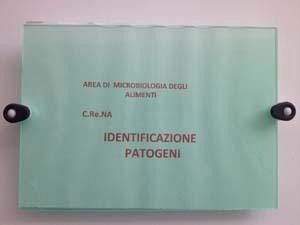 AREA DI MICROBIOLOGIA DEGLI
ALIMENTI
C.Re.NA
IDENTIFICAZIONE
PATOGENI